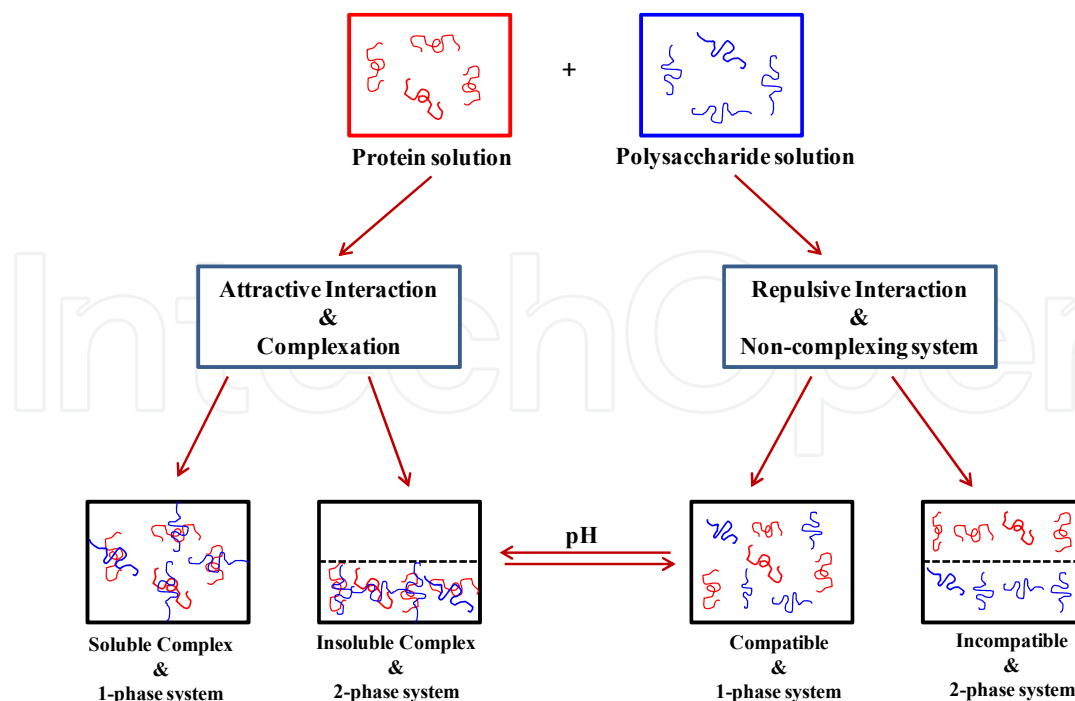 +
Protein solution
Polysaccharide solution
Attractive Interaction
&
Complexation
Repulsive Interaction
&
Non-complexing system
IntechOpen
pH
Soluble Complex
&
1-phase system
Insoluble Complex
&
2-phase system
Compatible
&
1-phase system
Incompatible
&
2-phase system